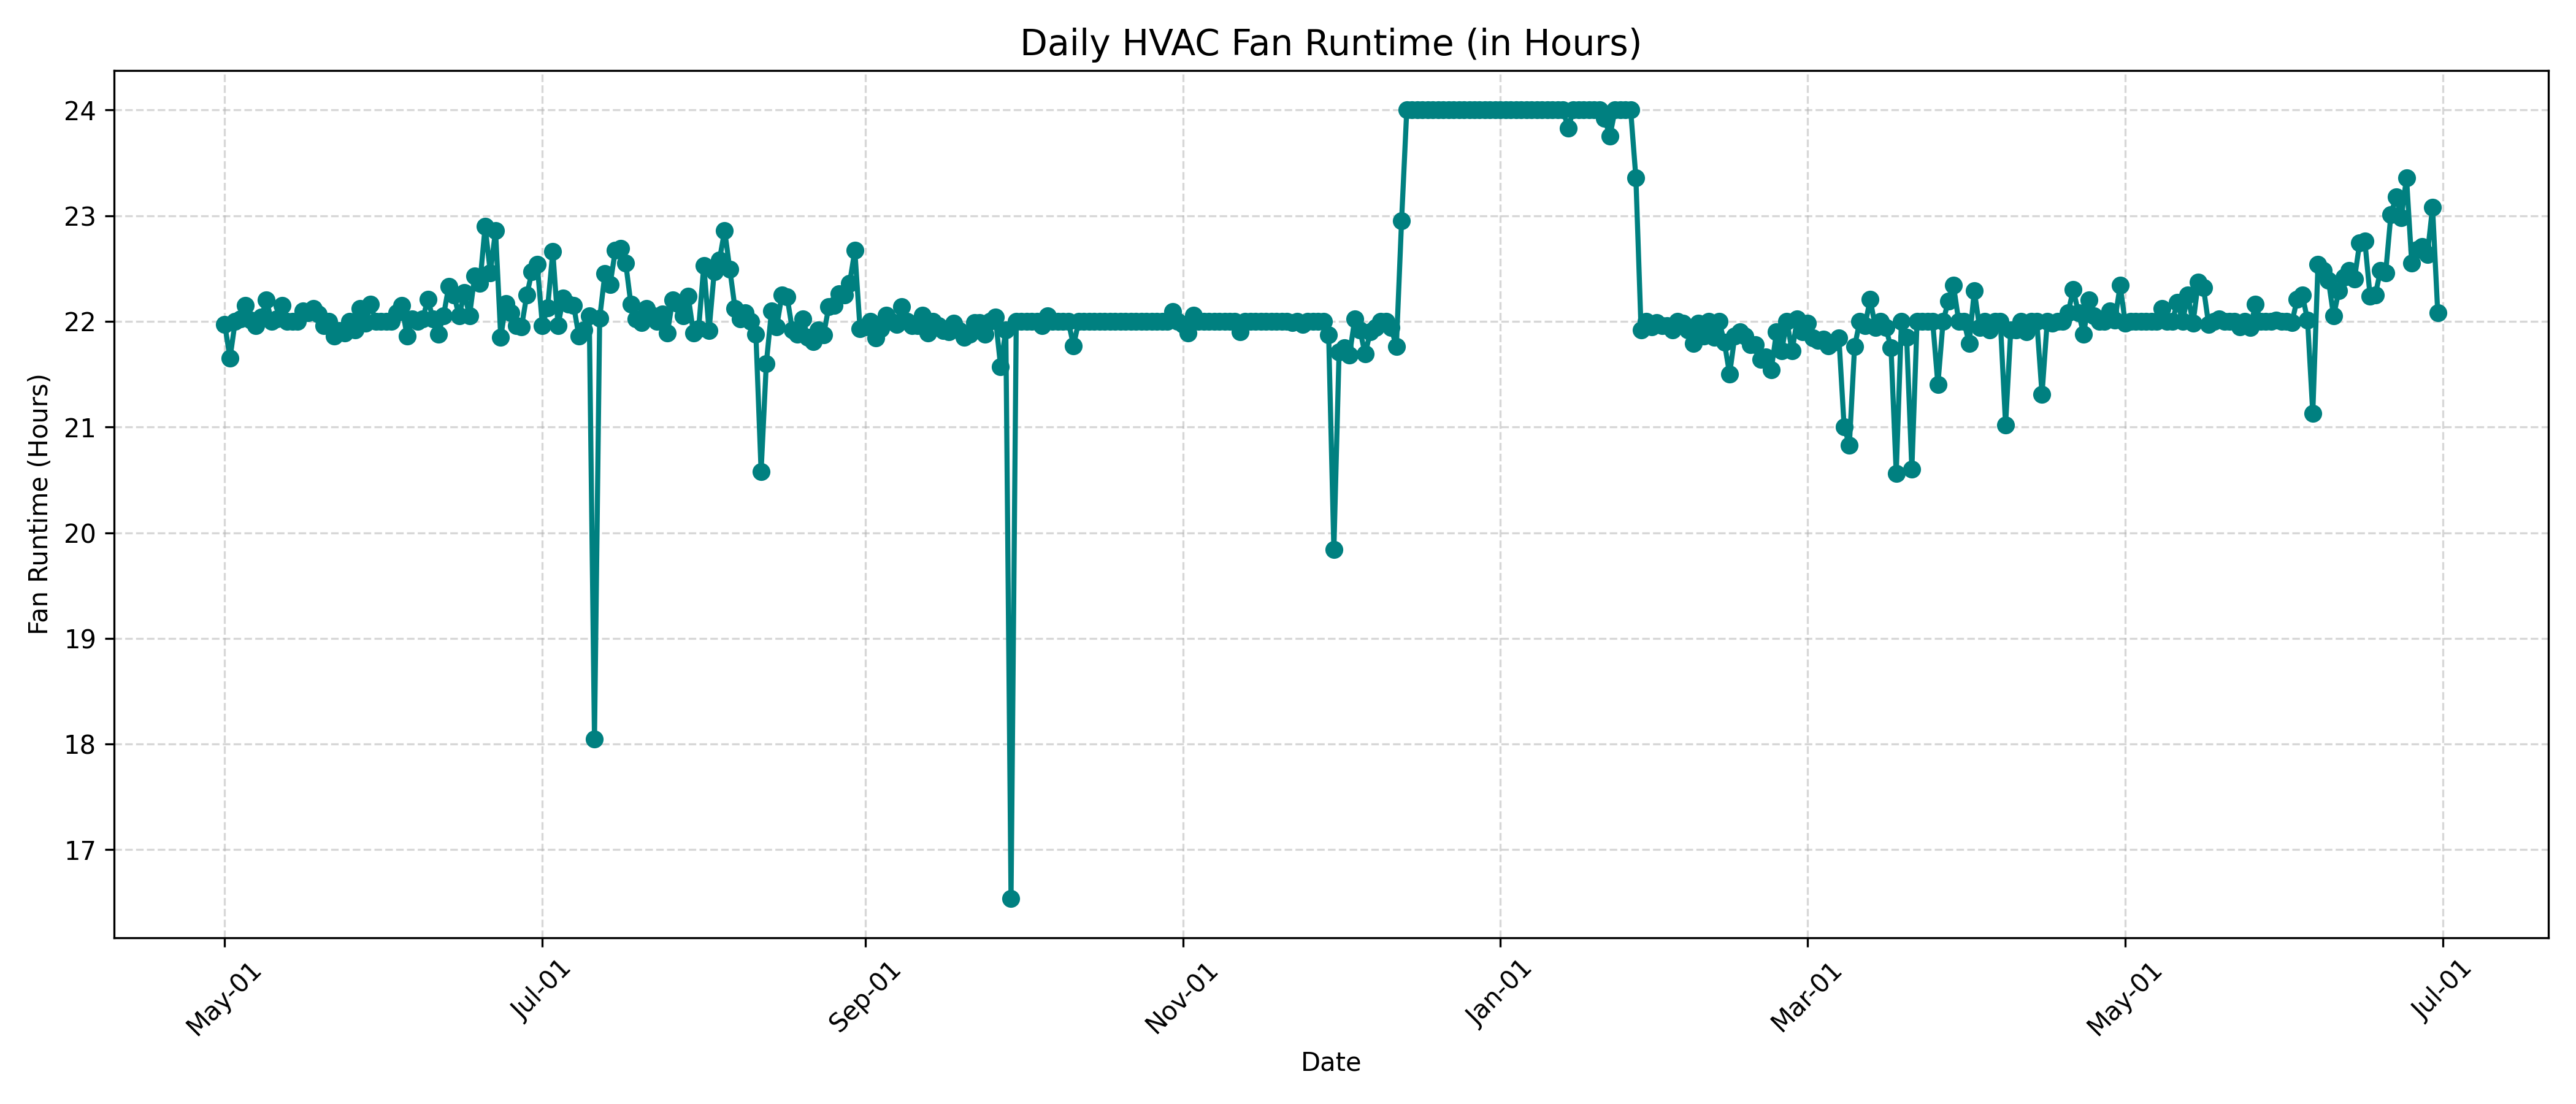 Daily HVAC Fan Runtime (in Hours)
Fan Runtime (Hours)
24
23
22
21
20
19
18
17
May-01
Jul-01
Sep-01
Nov-01
Jan-01
Mar-01
May-01
Jul-01
Date